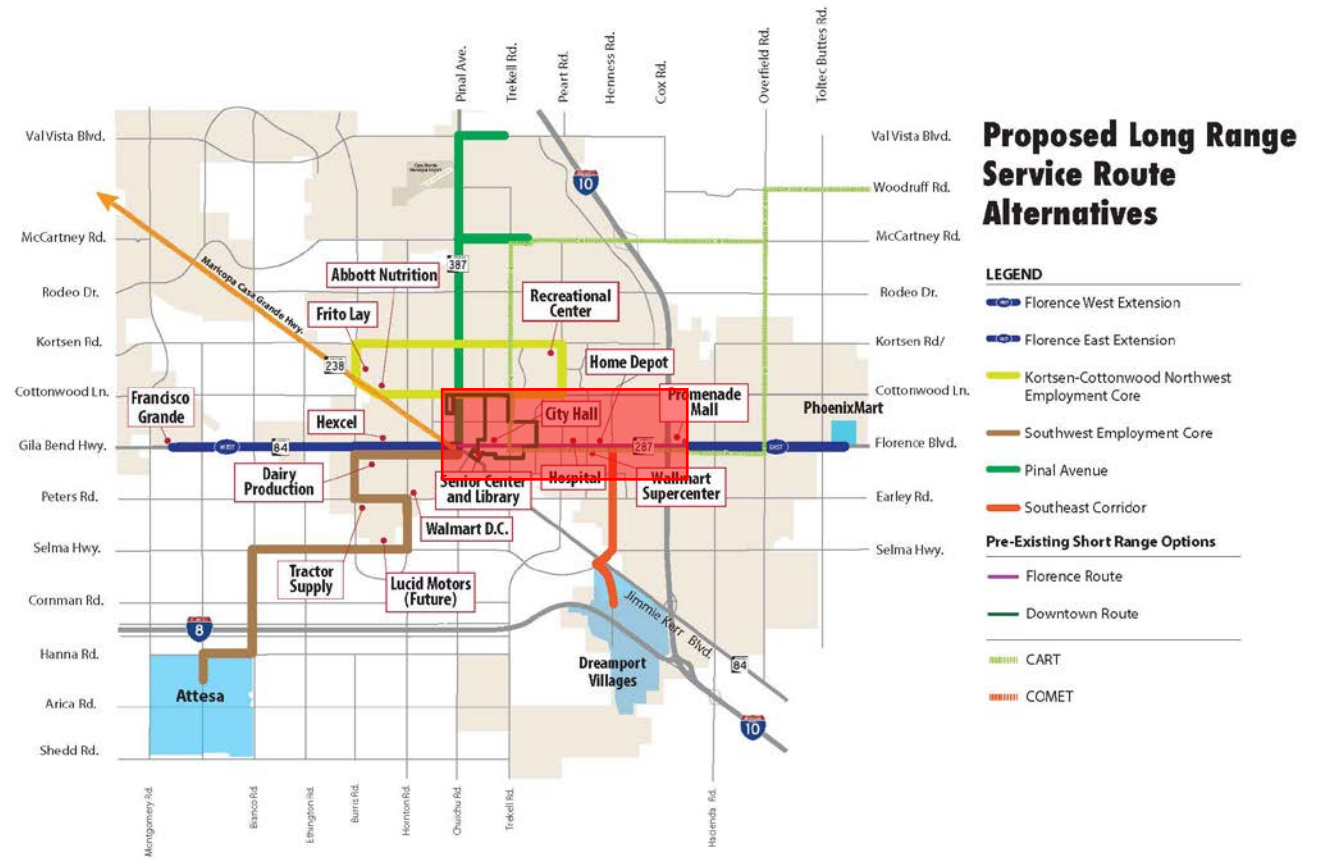 Pinal Ave.
Trekell Rd.
Peart Rd.
Henness Rd.
Cox Rd.
Overfield Rd.
Toltec Buttes Rd.
Val Vista Blvd.
Val Vista Blvd.
Woodruff Rd.
McCartney Rd.
McCartney Rd.
Rodeo Dr.
Rodeo Dr.
Kortsen Rd.
Kortsen Rd/
Cottonwood Ln.
Cottonwood Ln.
Gila Bend Hwy.
Florence Blvd.
Peters Rd.
Earley Rd.
Selma Hwy.
Selma Hwy.
Cornman Rd.
Hanna Rd.
Arica Rd.
Shedd Rd.
10
387
Maricopa Casa Grande Hwy.
Abbott Nutrition
Recreational
Center
Frito Lay
238
Home Depot
Francisco
Grande
Promenade
Mall
PhoenixMart
City Hall
Hexcel
WEST
84
287
EAST
Dairy
Production
Senior Center
and Library
Hospital
Wallmart
Supercenter
Walmart D.C.
Tractor
Supply
Lucid Motors
(Future)
8
Jimmie Kerr Blvd.
84
Dreamport
Villages
Attesa
10
Montgomery Rd.
Bianco Rd.
Ethington Rd.
Burris Rd.
Hornton Rd.
Chuichu Rd.
Trekell Rd.
Hacienda Rd.
Proposed Long Range
Service Route
Alternatives
LEGEND
Florence West Extension
Florence East Extension
Kortsen-Cottonwood Northwest
Employment Core
Southwest Employment Core
Pinal Avenue
Southeast Corridor
Pre-Existing Short Range Options
Florence Route
Downtown Route
CART
COMET